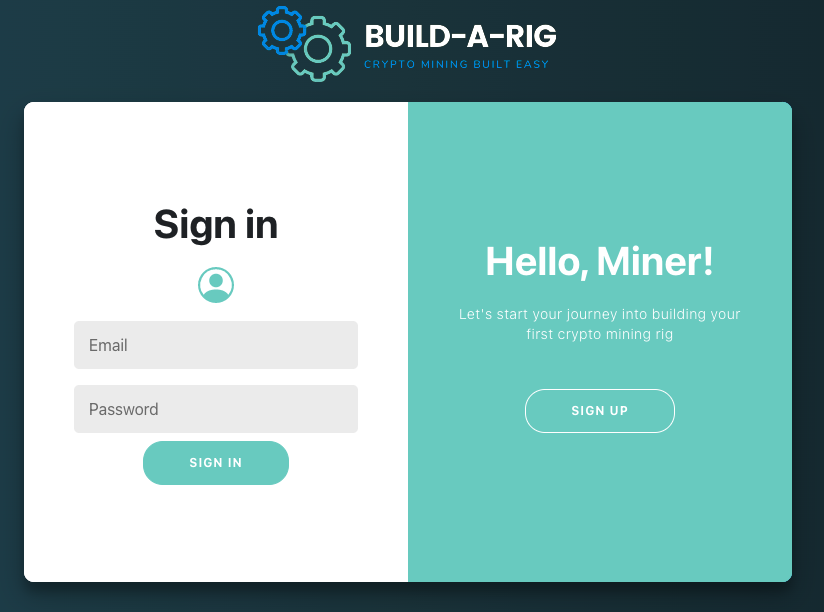 BUILD-A-RIG
CRYPTO MINING BUILT EASY
Sign in
Email
Password
SIGN IN
Hello, Miner!
Let's start your journey into building your
first crypto mining rig
SIGN UP